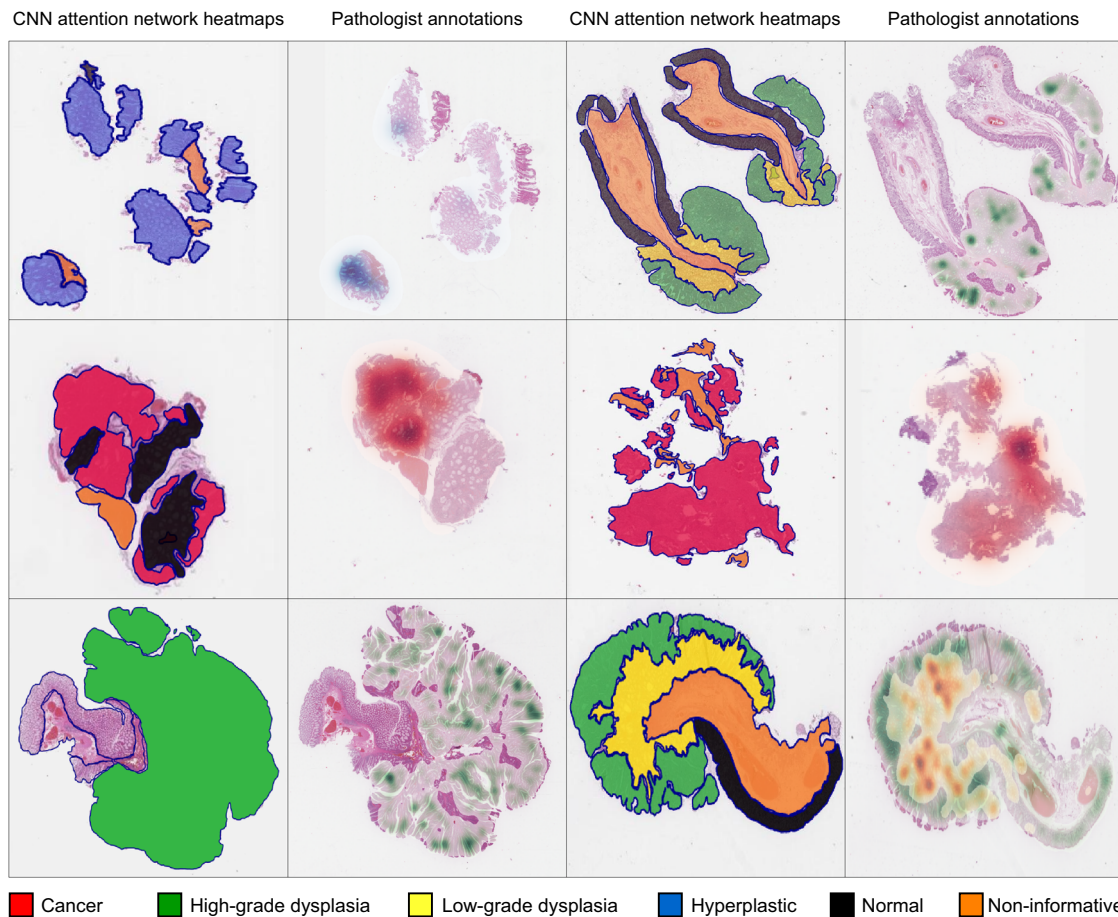 CNN attention network heatmaps Pathologist annotations CNN attention network heatmaps Pathologist annotations
Cancer High-grade dysplasia Low-grade dysplasia Hyperplastic Normal Non-informative